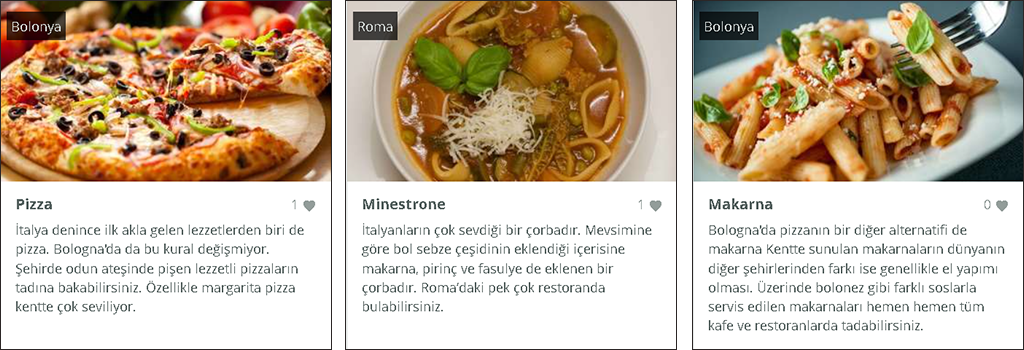 Bolonya
Pizza
1
İtalya denince ilk akla gelen lezzetlerden biri de
pizza. Bologna'da da bu kural değişmiyor.
Şehirde odun ateşinde pişen lezzetli pizzaların
tadına bakabilirsiniz. Özellikle margarita pizza
kentte çok seviliyor.
Roma
Minestrone
1
İtalyanların çok sevdiği bir çorbadır. Mevsimine
göre bol sebze çeşidinin eklendiği içerisine
makarna, pirinç ve fasulye de eklenen bir
çorbadır. Roma’daki pek çok restoranda
bulabilirsiniz.
Bolonya
Makarna
0
Bologna'da pizzanın bir diğer alternatifi de
makarna Kentte sunulan makarnaların dünyanın
diğer şehirlerinden farkı ise genellikle el yapımı
olması. Üzerinde bolonez gibi farklı soslarla
servis edilen makarnaları hemen hemen tüm
kafe ve restoranlarda tadabilirsiniz.